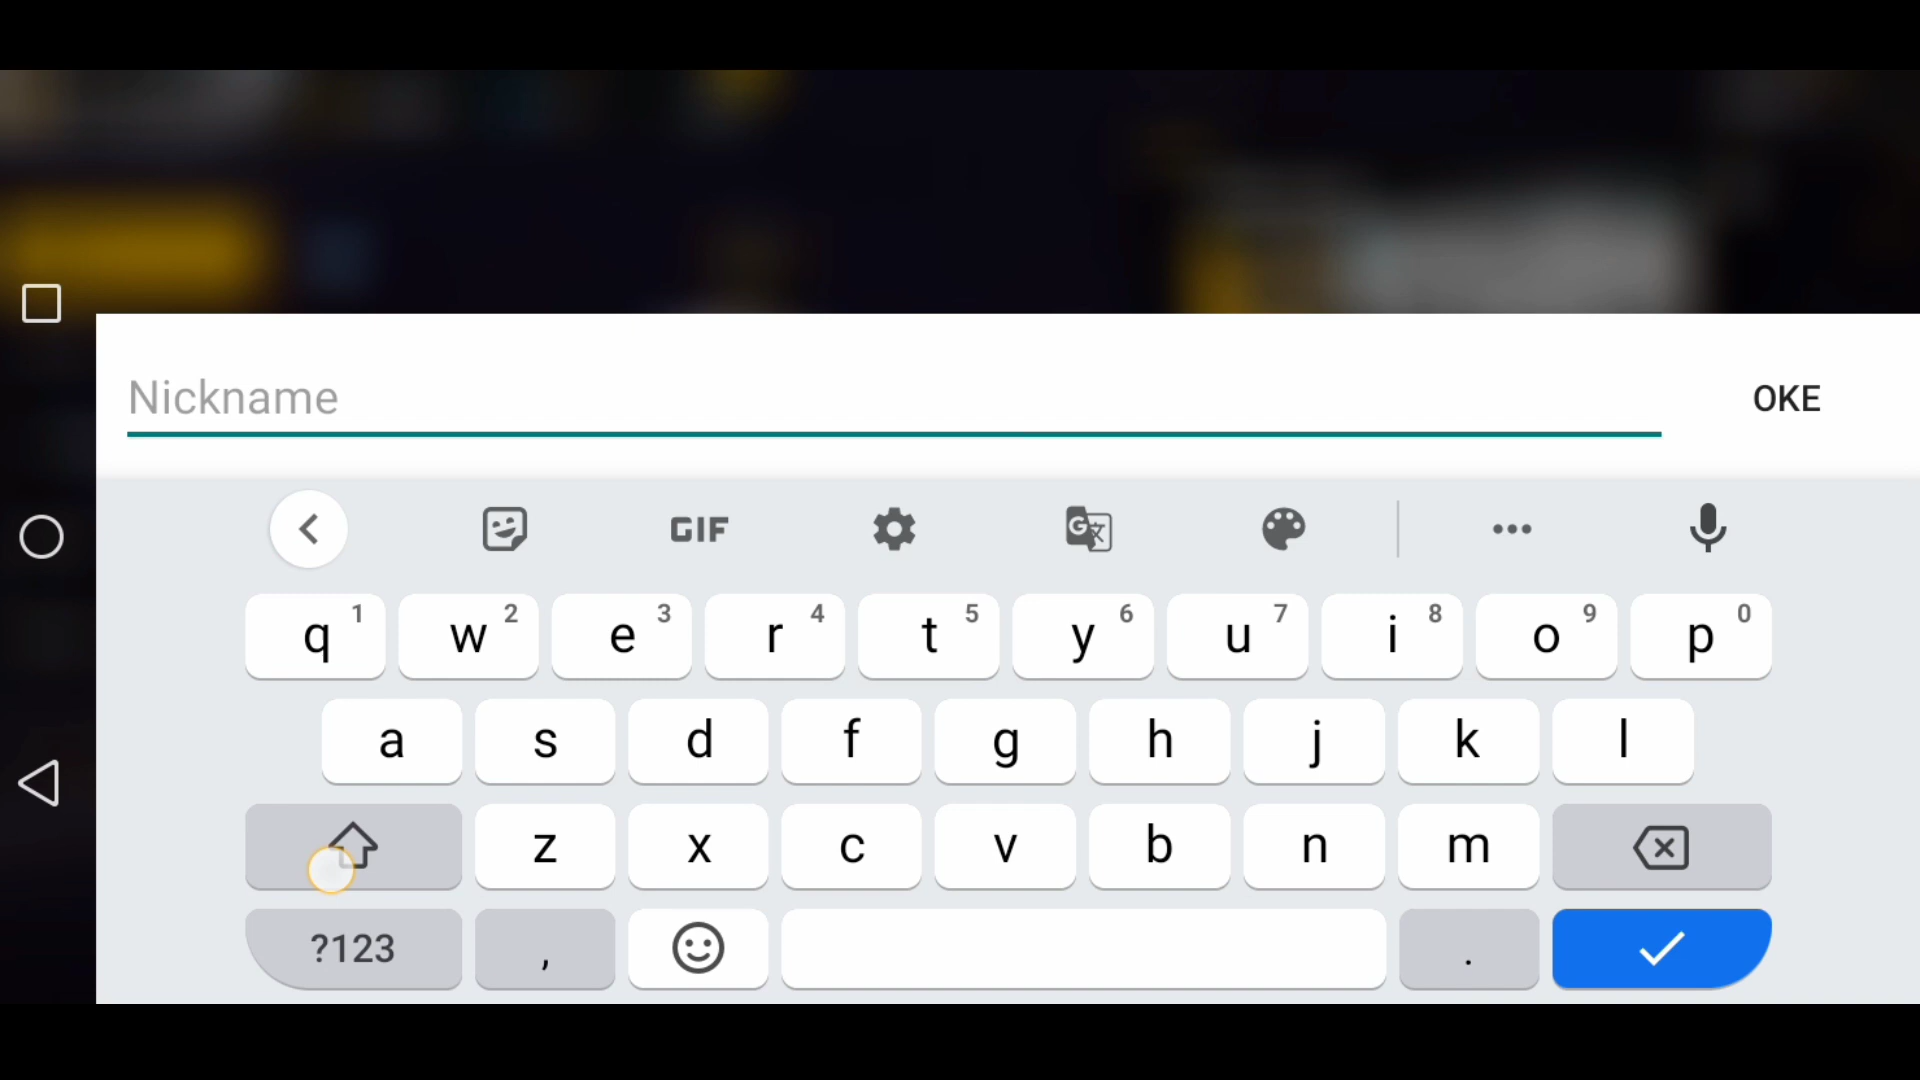 Nickname
OKE
GIF
G
q 1 w 2 e 3 r 4 t 5 y 6 u 7 i 8 o 9 p 0
a s d f g h j k l
z x c v b n m
?123 , .